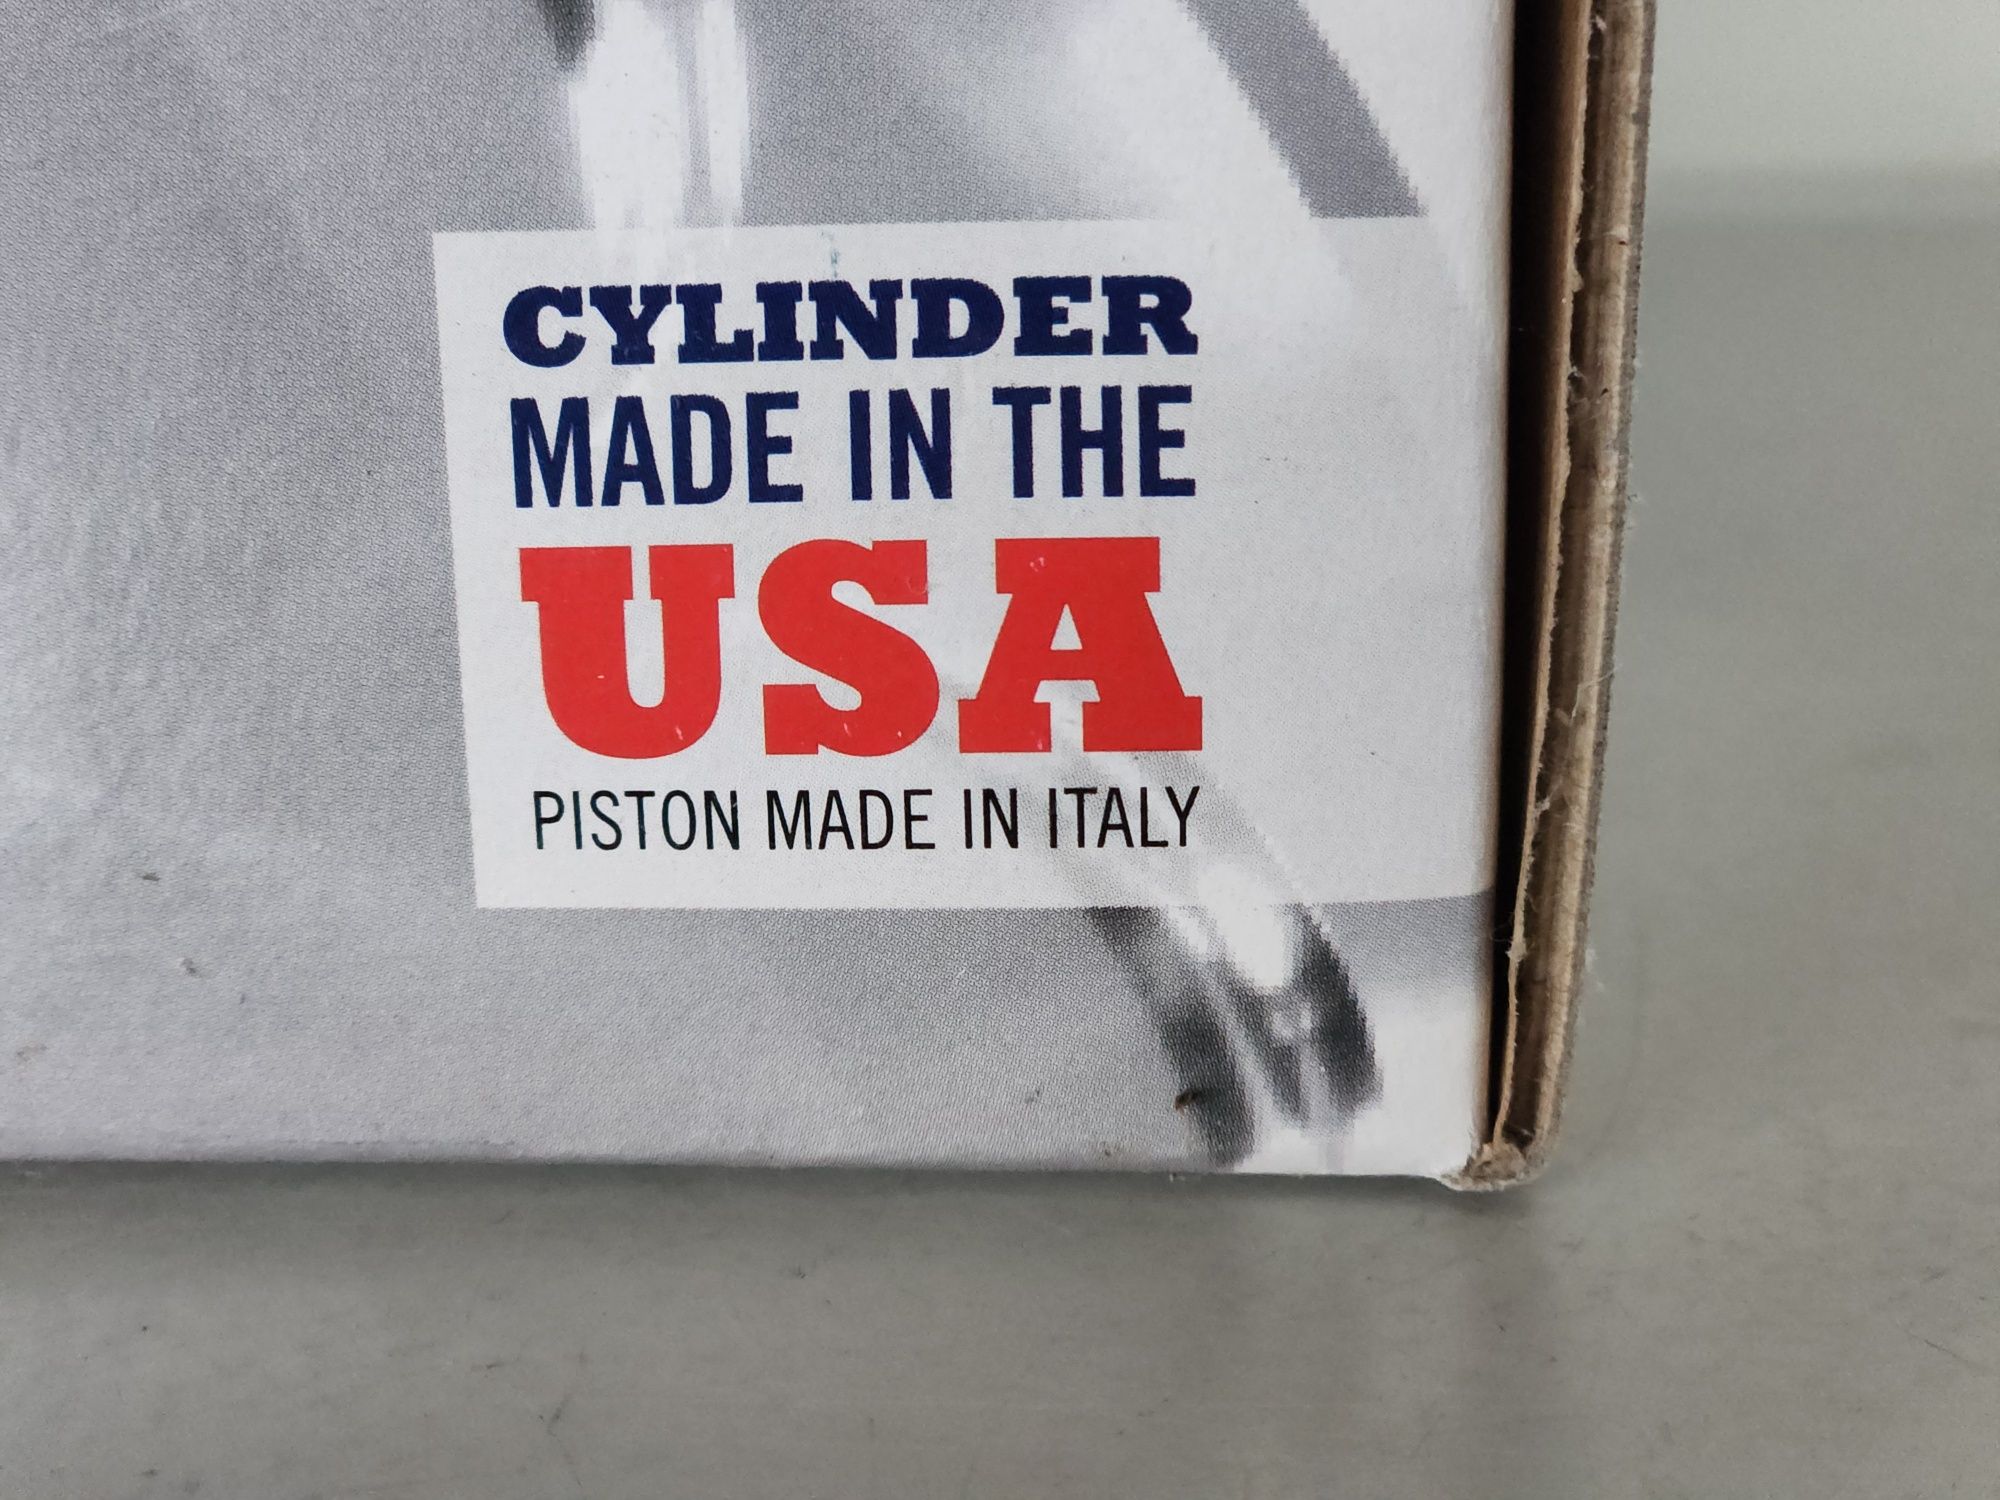 CYLINDER
MADE IN THE
USA
PISTON MADE IN ITALY